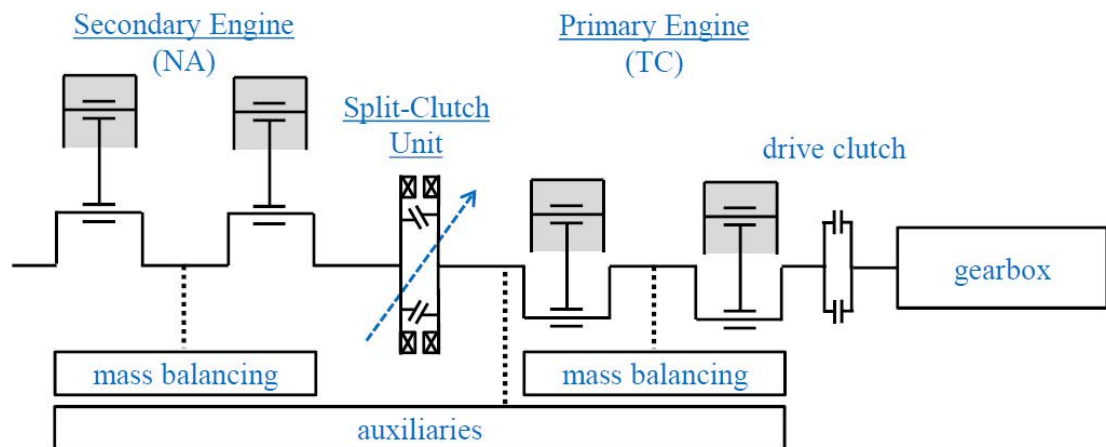 Secondary Engine
(NA)
Primary Engine
(TC)
Split-Clutch
Unit
drive clutch
gearbox
mass balancing
mass balancing
auxiliaries